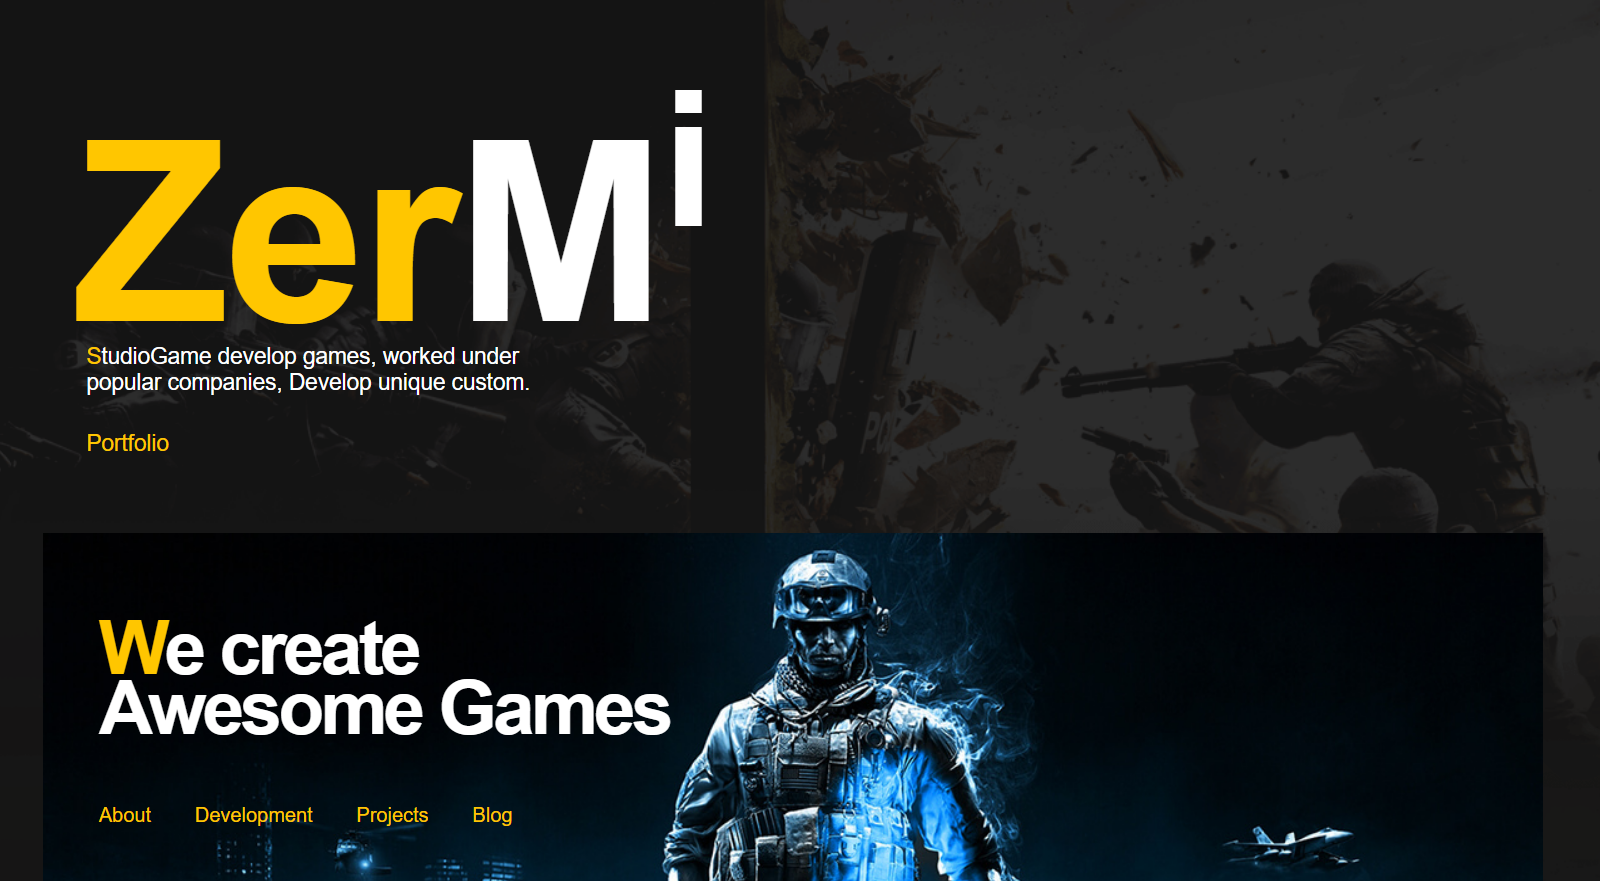 ZerMi
StudioGame develop games, worked under
popular companies, Develop unique custom.
Portfolio
We create
Awesome Games
About Development Projects Blog